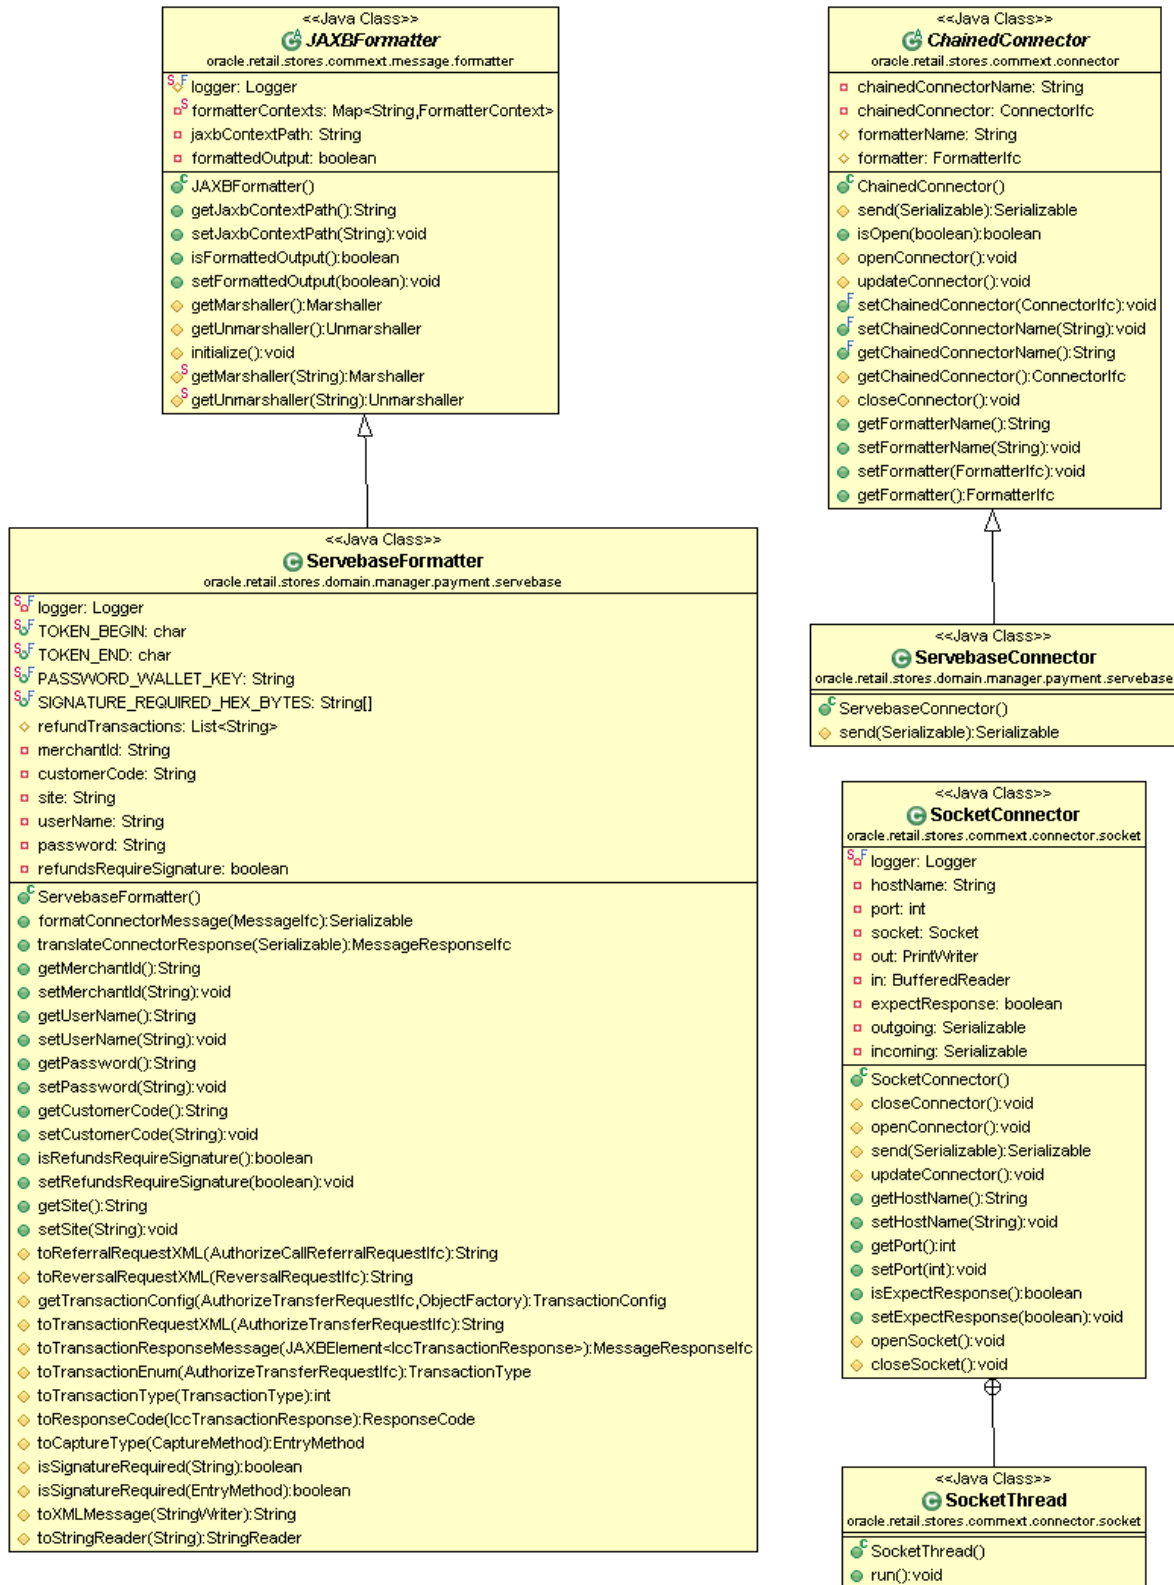 <<Java Class>>
JAXBFormatter
oracle.retail.stores.commext.message.formatter
logger: Logger
formatterContexts: Map<String,FormatterContext>
jaxbContextPath: String
formattedOutput: boolean
JAXBFormatter()
getJaxbContextPath():String
setJaxbContextPath(String):void
isFormattedOutput():boolean
setFormattedOutput(boolean):void
getMarshaller():Marshaller
getUnmarshaller():Unmarshaller
initialize():void
getMarshaller(String):Marshaller
getUnmarshaller(String):Unmarshaller
<<Java Class>>
ChainedConnector
oracle.retail.stores.commext.connector
chainedConnectorName: String
chainedConnector: ConnectorIfc
formatterName: String
formatter: FormatterIfc
ChainedConnector()
send(Serializable):Serializable
isOpen(boolean):boolean
openConnector():void
updateConnector():void
setChainedConnector(ConnectorIfc):void
setChainedConnectorName(String):void
getChainedConnectorName():String
getChainedConnector():ConnectorIfc
closeConnector():void
getFormatterName():String
setFormatterName(String):void
setFormatter(FormatterIfc):void
getFormatter():FormatterIfc
<<Java Class>>
ServebaseFormatter
oracle.retail.stores.domain.manager.payment.servebase
logger: Logger
TOKEN_BEGIN: char
TOKEN_END: char
PASSWORD_WALLET_KEY: String
SIGNATURE_REQUIRED_HEX_BYTES: String[]
refundTransactions: List<String>
merchantId: String
customerCode: String
site: String
userName: String
password: String
refundsRequireSignature: boolean
ServebaseFormatter()
formatConnectorMessage(MessageIfc):Serializable
translateConnectorResponse(Serializable):MessageResponseIfc
getMerchantId():String
setMerchantId(String):void
getUserName():String
setUserName(String):void
getPassword():String
setPassword(String):void
getCustomerCode():String
setCustomerCode(String):void
isRefundsRequireSignature():boolean
setRefundsRequireSignature(boolean):void
getSite():String
setSite(String):void
toReferralRequestXML(AuthorizeCallReferralRequestIfc):String
toReversalRequestXML(ReversalRequestIfc):String
getTransactionConfig(AuthorizeTransferRequestIfc,ObjectFactory):TransactionConfig
toTransactionRequestXML(AuthorizeTransferRequestIfc):String
toTransactionResponseMessage(JAXBElement<IccTransactionResponse>):MessageResponseIfc
toTransactionEnum(AuthorizeTransferRequestIfc):TransactionType
toTransactionType(TransactionType):int
toResponseCode(IccTransactionResponse):ResponseCode
toCaptureType(CaptureMethod):EntryMethod
isSignatureRequired(String):boolean
isSignatureRequired(EntryMethod):boolean
toXMLMessage(StringWriter):String
toStringReader(String):StringReader
<<Java Class>>
ServebaseConnector
oracle.retail.stores.domain.manager.payment.servebase
ServebaseConnector()
send(Serializable):Serializable
<<Java Class>>
SocketConnector
oracle.retail.stores.commext.connector.socket
logger: Logger
hostName: String
port: int
socket: Socket
out: PrintWriter
in: BufferedReader
expectResponse: boolean
outgoing: Serializable
incoming: Serializable
SocketConnector()
closeConnector():void
openConnector():void
send(Serializable):Serializable
updateConnector():void
getHostName():String
setHostName(String):void
getPort():int
setPort(int):void
isExpectResponse():boolean
setExpectResponse(boolean):void
openSocket():void
closeSocket():void
<<Java Class>>
SocketThread
oracle.retail.stores.commext.connector.socket
SocketThread()
run():void